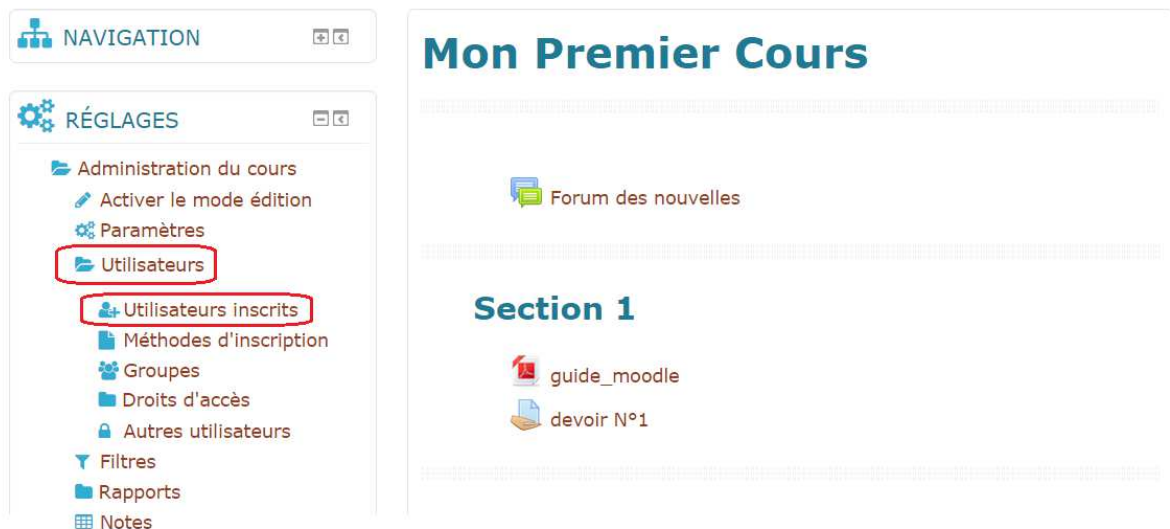 NAVIGATION
RÉGLAGES
Administration du cours
Activer le mode édition
Paramètres
Utilisateurs
Utilisateurs inscrits
Méthodes d'inscription
Groupes
Droits d'accès
Autres utilisateurs
Filtres
Rapports
Notes
Mon Premier Cours
Forum des nouvelles
Section 1
guide_moodle
devoir N°1